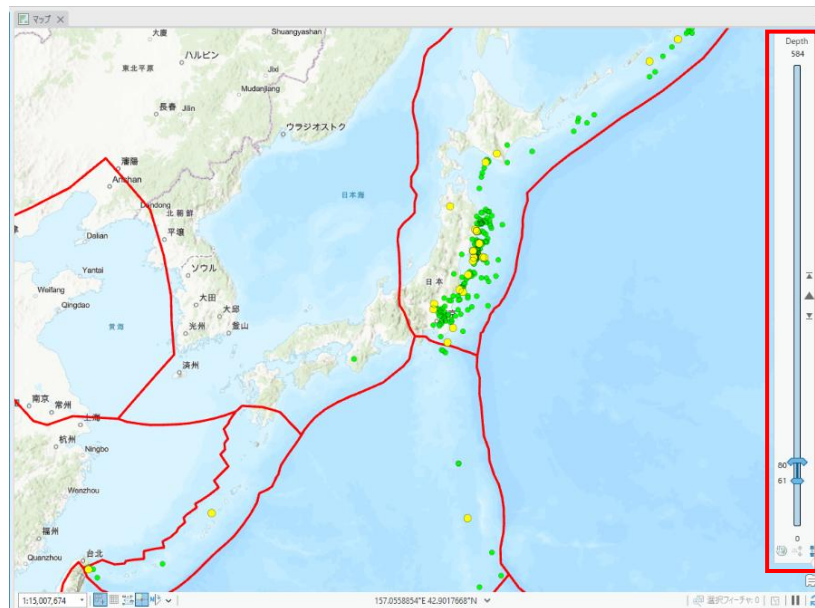 マップ
Depth
584
大慶
ハルビン
Shuangyashan
東北平原
Jixi
Mudanjiang
長春
Jilin
ウラジオストク
瀋陽
Anshan
Dandong
北朝鮮
平壌
日本海
Dalian
ソウル
Yantai
Weifang
Qingdao
大田
大邱
黄海
光州
釜山
日本
済州
南京
常州
上海
杭州
Ningbo
80
61
Wenzhou
福州
Quanzhou
台北
0
1:15,007,674
157.0558854°E 42.9017668°N
選択フィーチャ: 0